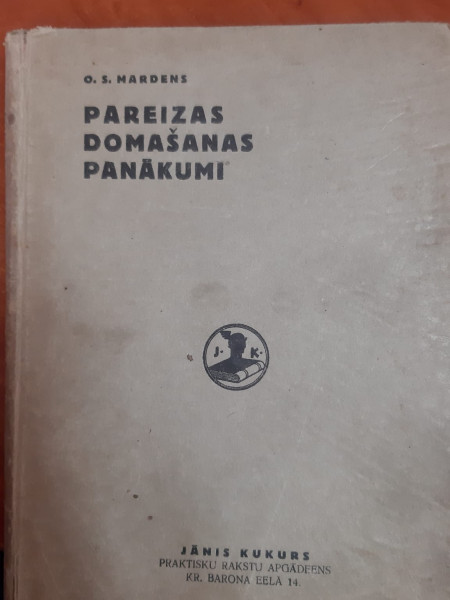 O. S. MARDENS
PAREIZAS
DOMAŠANAS
PANĀKUMI
J. K.
JĀNIS KUKURS
PRAKTISKU RAKSTU APGĀDEENS
KR. BARONA EELĀ 14.